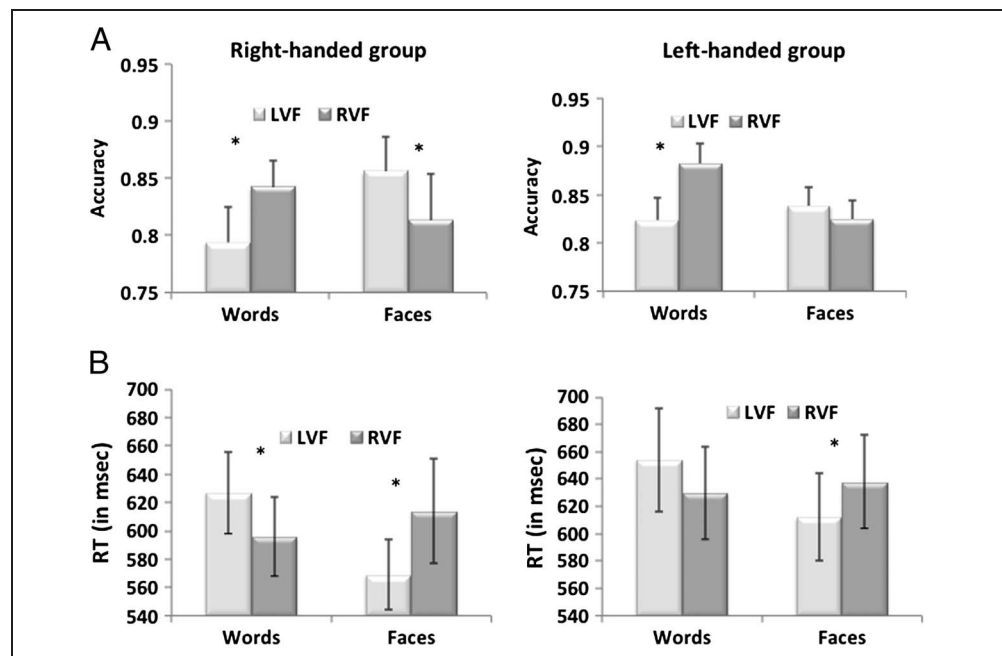 A
Right-handed group
Left-handed group
0.95
0.9
0.85
0.8
0.75
Accuracy
LVF RVF
*
*
Words Faces
0.95
0.9
0.85
0.8
0.75
Accuracy
LVF RVF
*
Words Faces
B
700
680
660
640
620
600
580
560
540
RT (in msec)
LVF RVF
*
*
Words Faces
700
680
660
640
620
600
580
560
540
RT (in msec)
LVF RVF
*
Words Faces